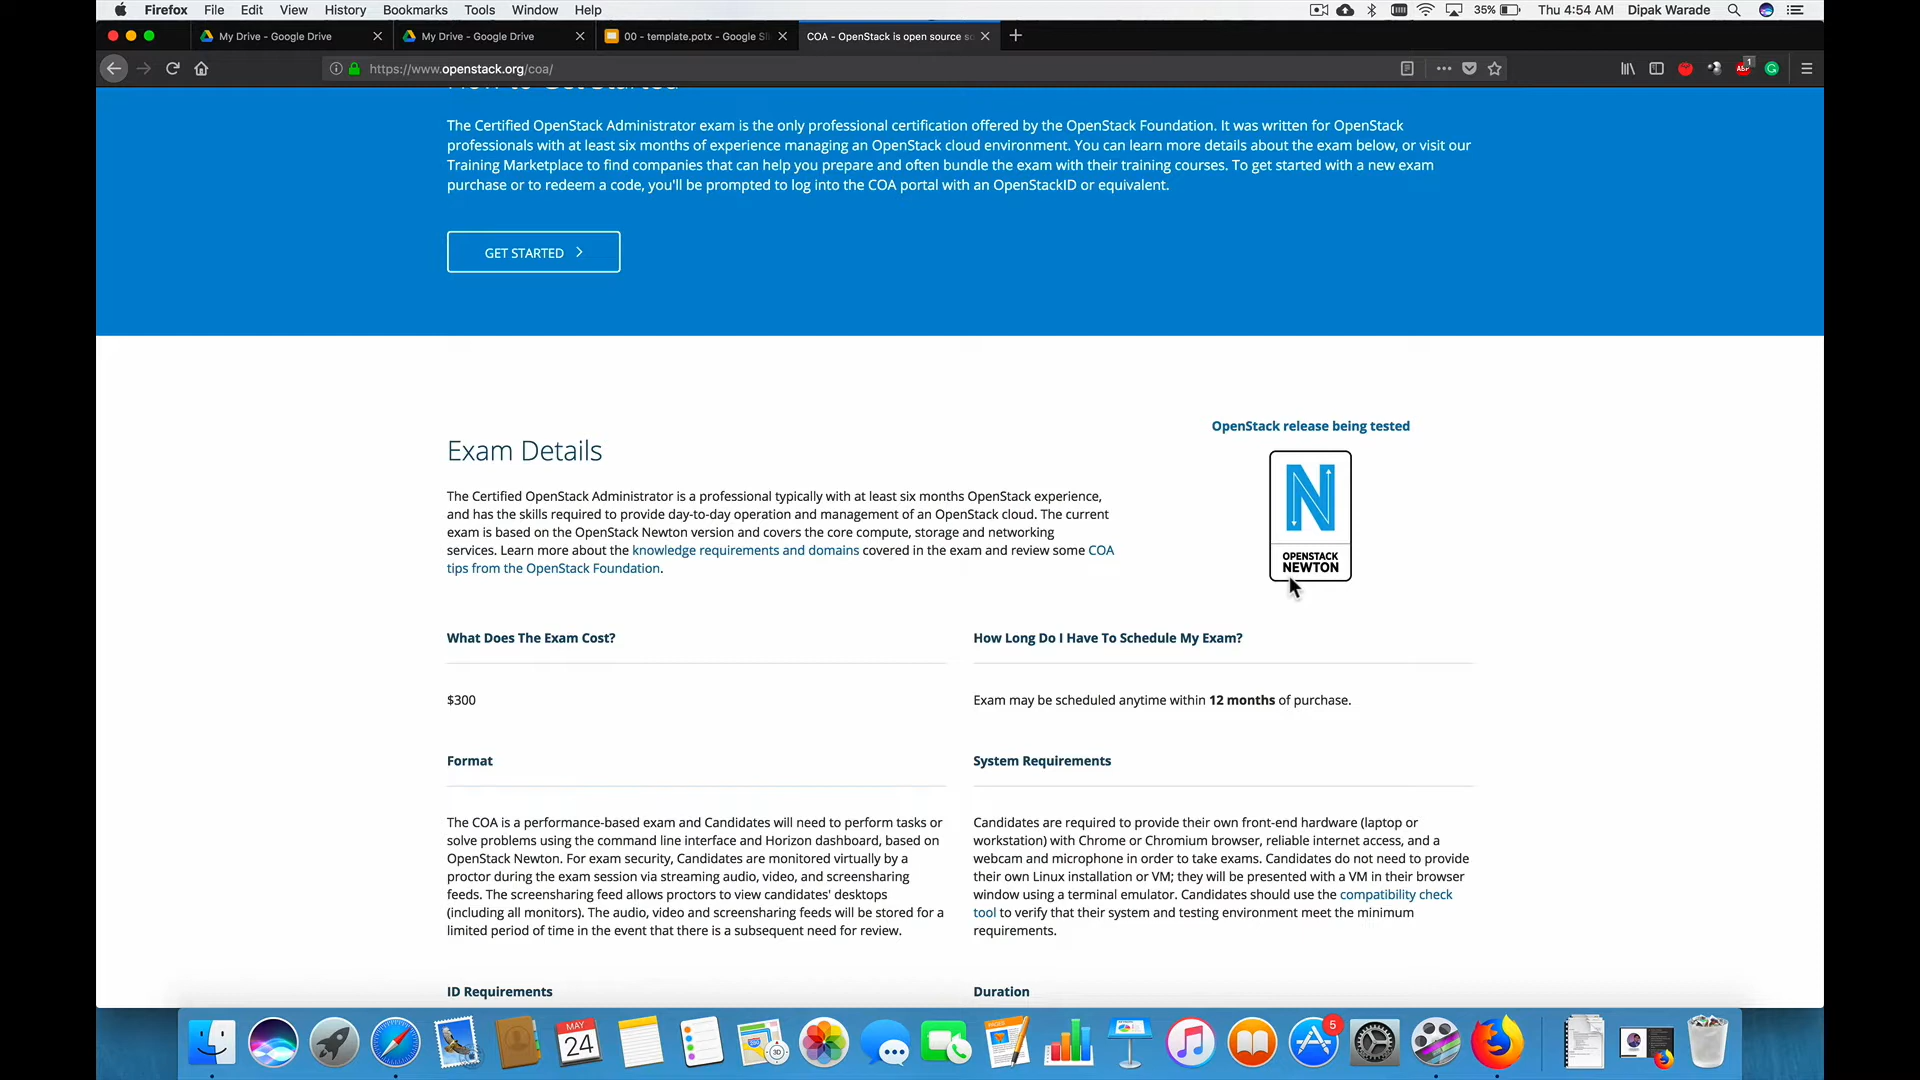 Firefox File Edit View History Bookmarks Tools Window Help 35% Thu 4:54 AM Dipak Warade
My Drive - Google Drive My Drive - Google Drive 00 - template.potx - Google Sl COA - OpenStack is open source so
https://www.openstack.org/coa/
How to Get Started
The Certified OpenStack Administrator exam is the only professional certification offered by the OpenStack Foundation. It was written for OpenStack
professionals with at least six months of experience managing an OpenStack cloud environment. You can learn more details about the exam below, or visit our
Training Marketplace to find companies that can help you prepare and often bundle the exam with their training courses. To get started with a new exam
purchase or to redeem a code, you'll be prompted to log into the COA portal with an OpenStackID or equivalent.
GET STARTED
OpenStack release being tested
Exam Details
N
OPENSTACK
NEWTON
The Certified OpenStack Administrator is a professional typically with at least six months OpenStack experience,
and has the skills required to provide day-to-day operation and management of an OpenStack cloud. The current
exam is based on the OpenStack Newton version and covers the core compute, storage and networking
services. Learn more about the knowledge requirements and domains covered in the exam and review some COA
tips from the OpenStack Foundation.
What Does The Exam Cost?
$300
How Long Do I Have To Schedule My Exam?
Exam may be scheduled anytime within 12 months of purchase.
Format
The COA is a performance-based exam and Candidates will need to perform tasks or
solve problems using the command line interface and Horizon dashboard, based on
OpenStack Newton. For exam security, Candidates are monitored virtually by a
proctor during the exam session via streaming audio, video, and screensharing
feeds. The screensharing feed allows proctors to view candidates' desktops
(including all monitors). The audio, video and screensharing feeds will be stored for a
limited period of time in the event that there is a subsequent need for review.
System Requirements
Candidates are required to provide their own front-end hardware (laptop or
workstation) with Chrome or Chromium browser, reliable internet access, and a
webcam and microphone in order to take exams. Candidates do not need to provide
their own Linux installation or VM; they will be presented with a VM in their browser
window using a terminal emulator. Candidates should use the compatibility check
tool to verify that their system and testing environment meet the minimum
requirements.
ID Requirements
Duration
MAY
24
5